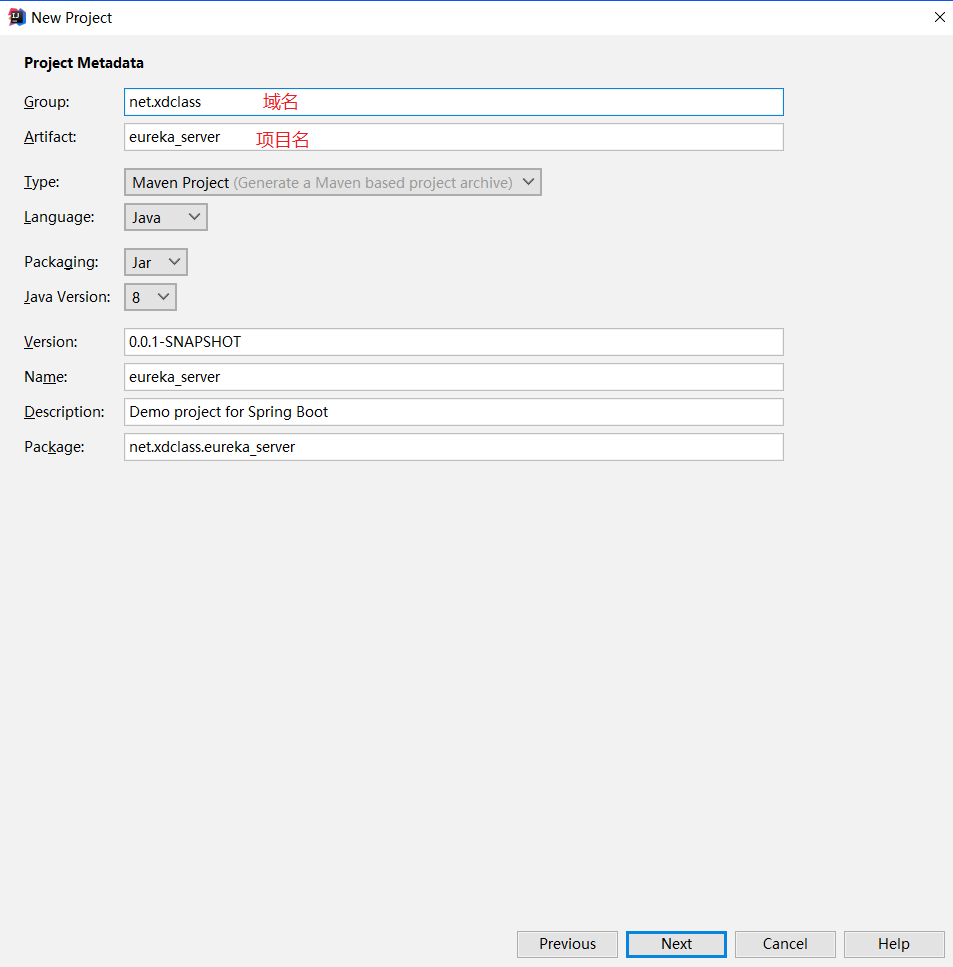 New Project
Project Metadata
Group: net.xdclass 域名
Artifact: eureka_server 项目名
Type: Maven Project (Generate a Maven based project archive)
Language: Java
Packaging: Jar
Java Version: 8
Version: 0.0.1-SNAPSHOT
Name: eureka_server
Description: Demo project for Spring Boot
Package: net.xdclass.eureka_server
Previous Next Cancel Help